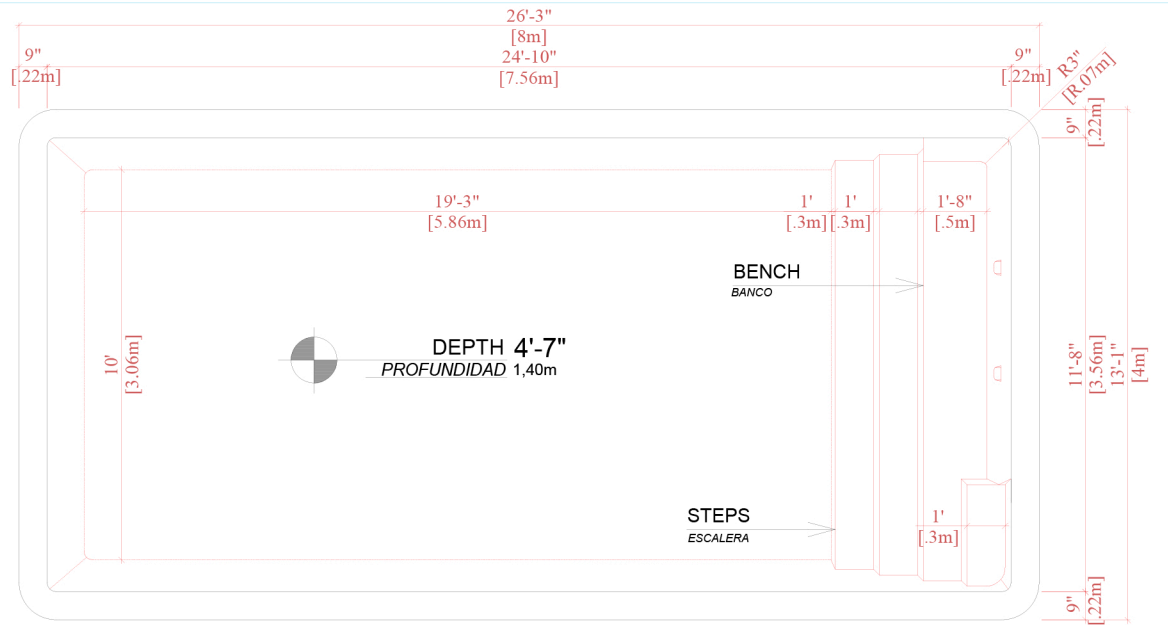 26'-3"
[8m]
9"
[.22m]
24'-10"
[7.56m]
9"
[.22m]
R3"
[R.07m]
9"
[.22m]
19'-3"
[5.86m]
1'
[.3m]
1'
[.3m]
1'-8"
[.5m]
BENCH
BANCO
10'
[3.06m]
DEPTH 4'-7"
PROFUNDIDAD 1,40m
11'-8"
[3.56m]
13'-1"
[4m]
STEPS
ESCALERA
1'
[.3m]
9"
[.22m]